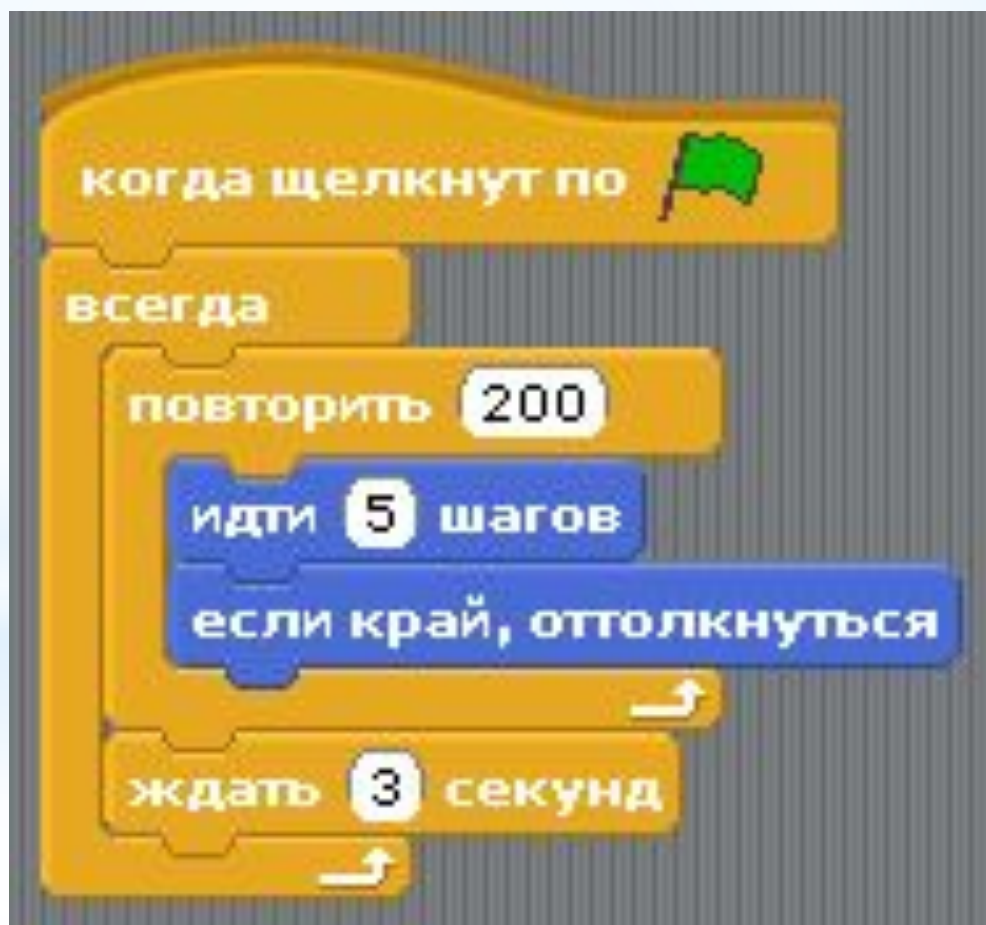 когда щелкнут по
всегда
повторить 200
идти 5 шагов
если край, оттолкнуться
ждать 3 секунд